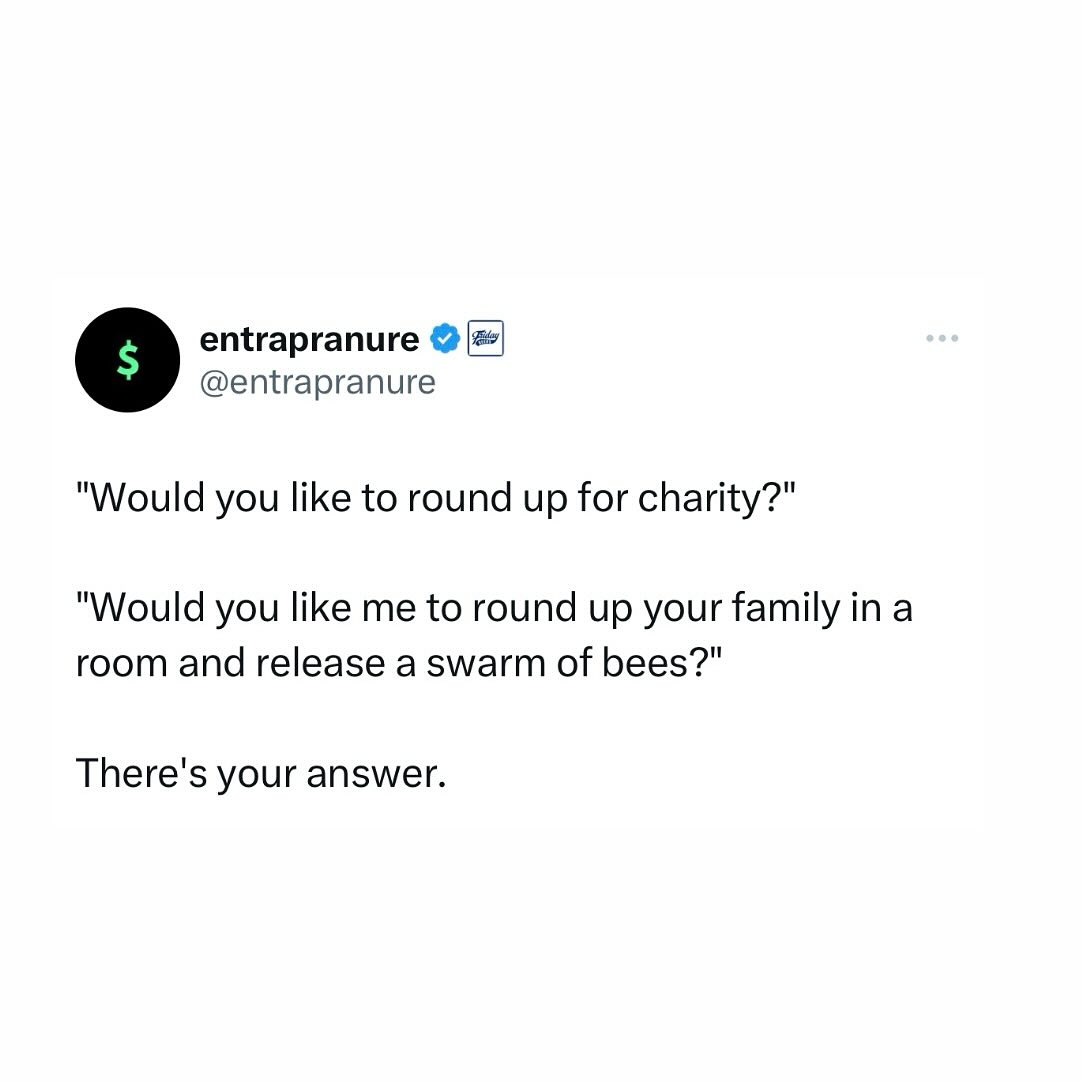 $
entrapranure
Friday
@entrapranure
"Would you like to round up for charity?"
"Would you like me to round up your family in a
room and release a swarm of bees?"
There's your answer.